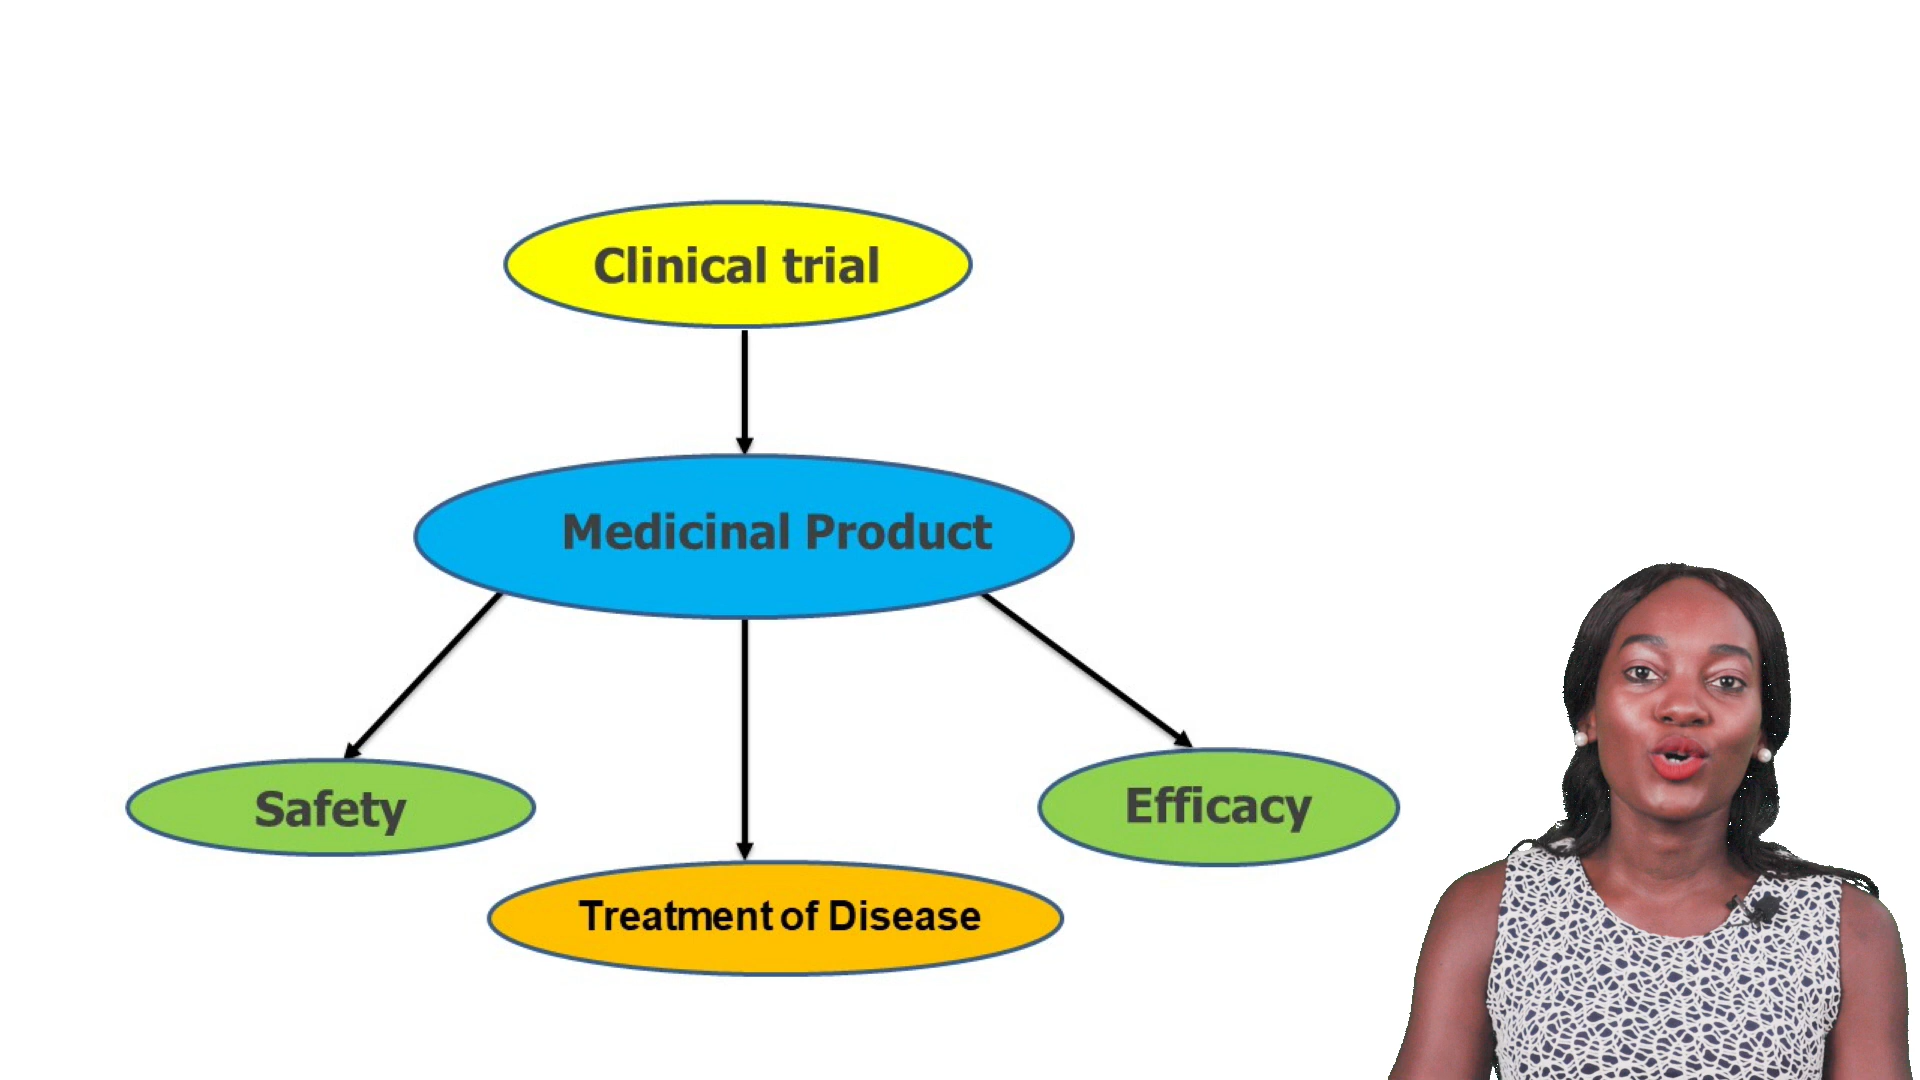 Clinical trial
Medicinal Product
Safety
Efficacy
Treatment of Disease